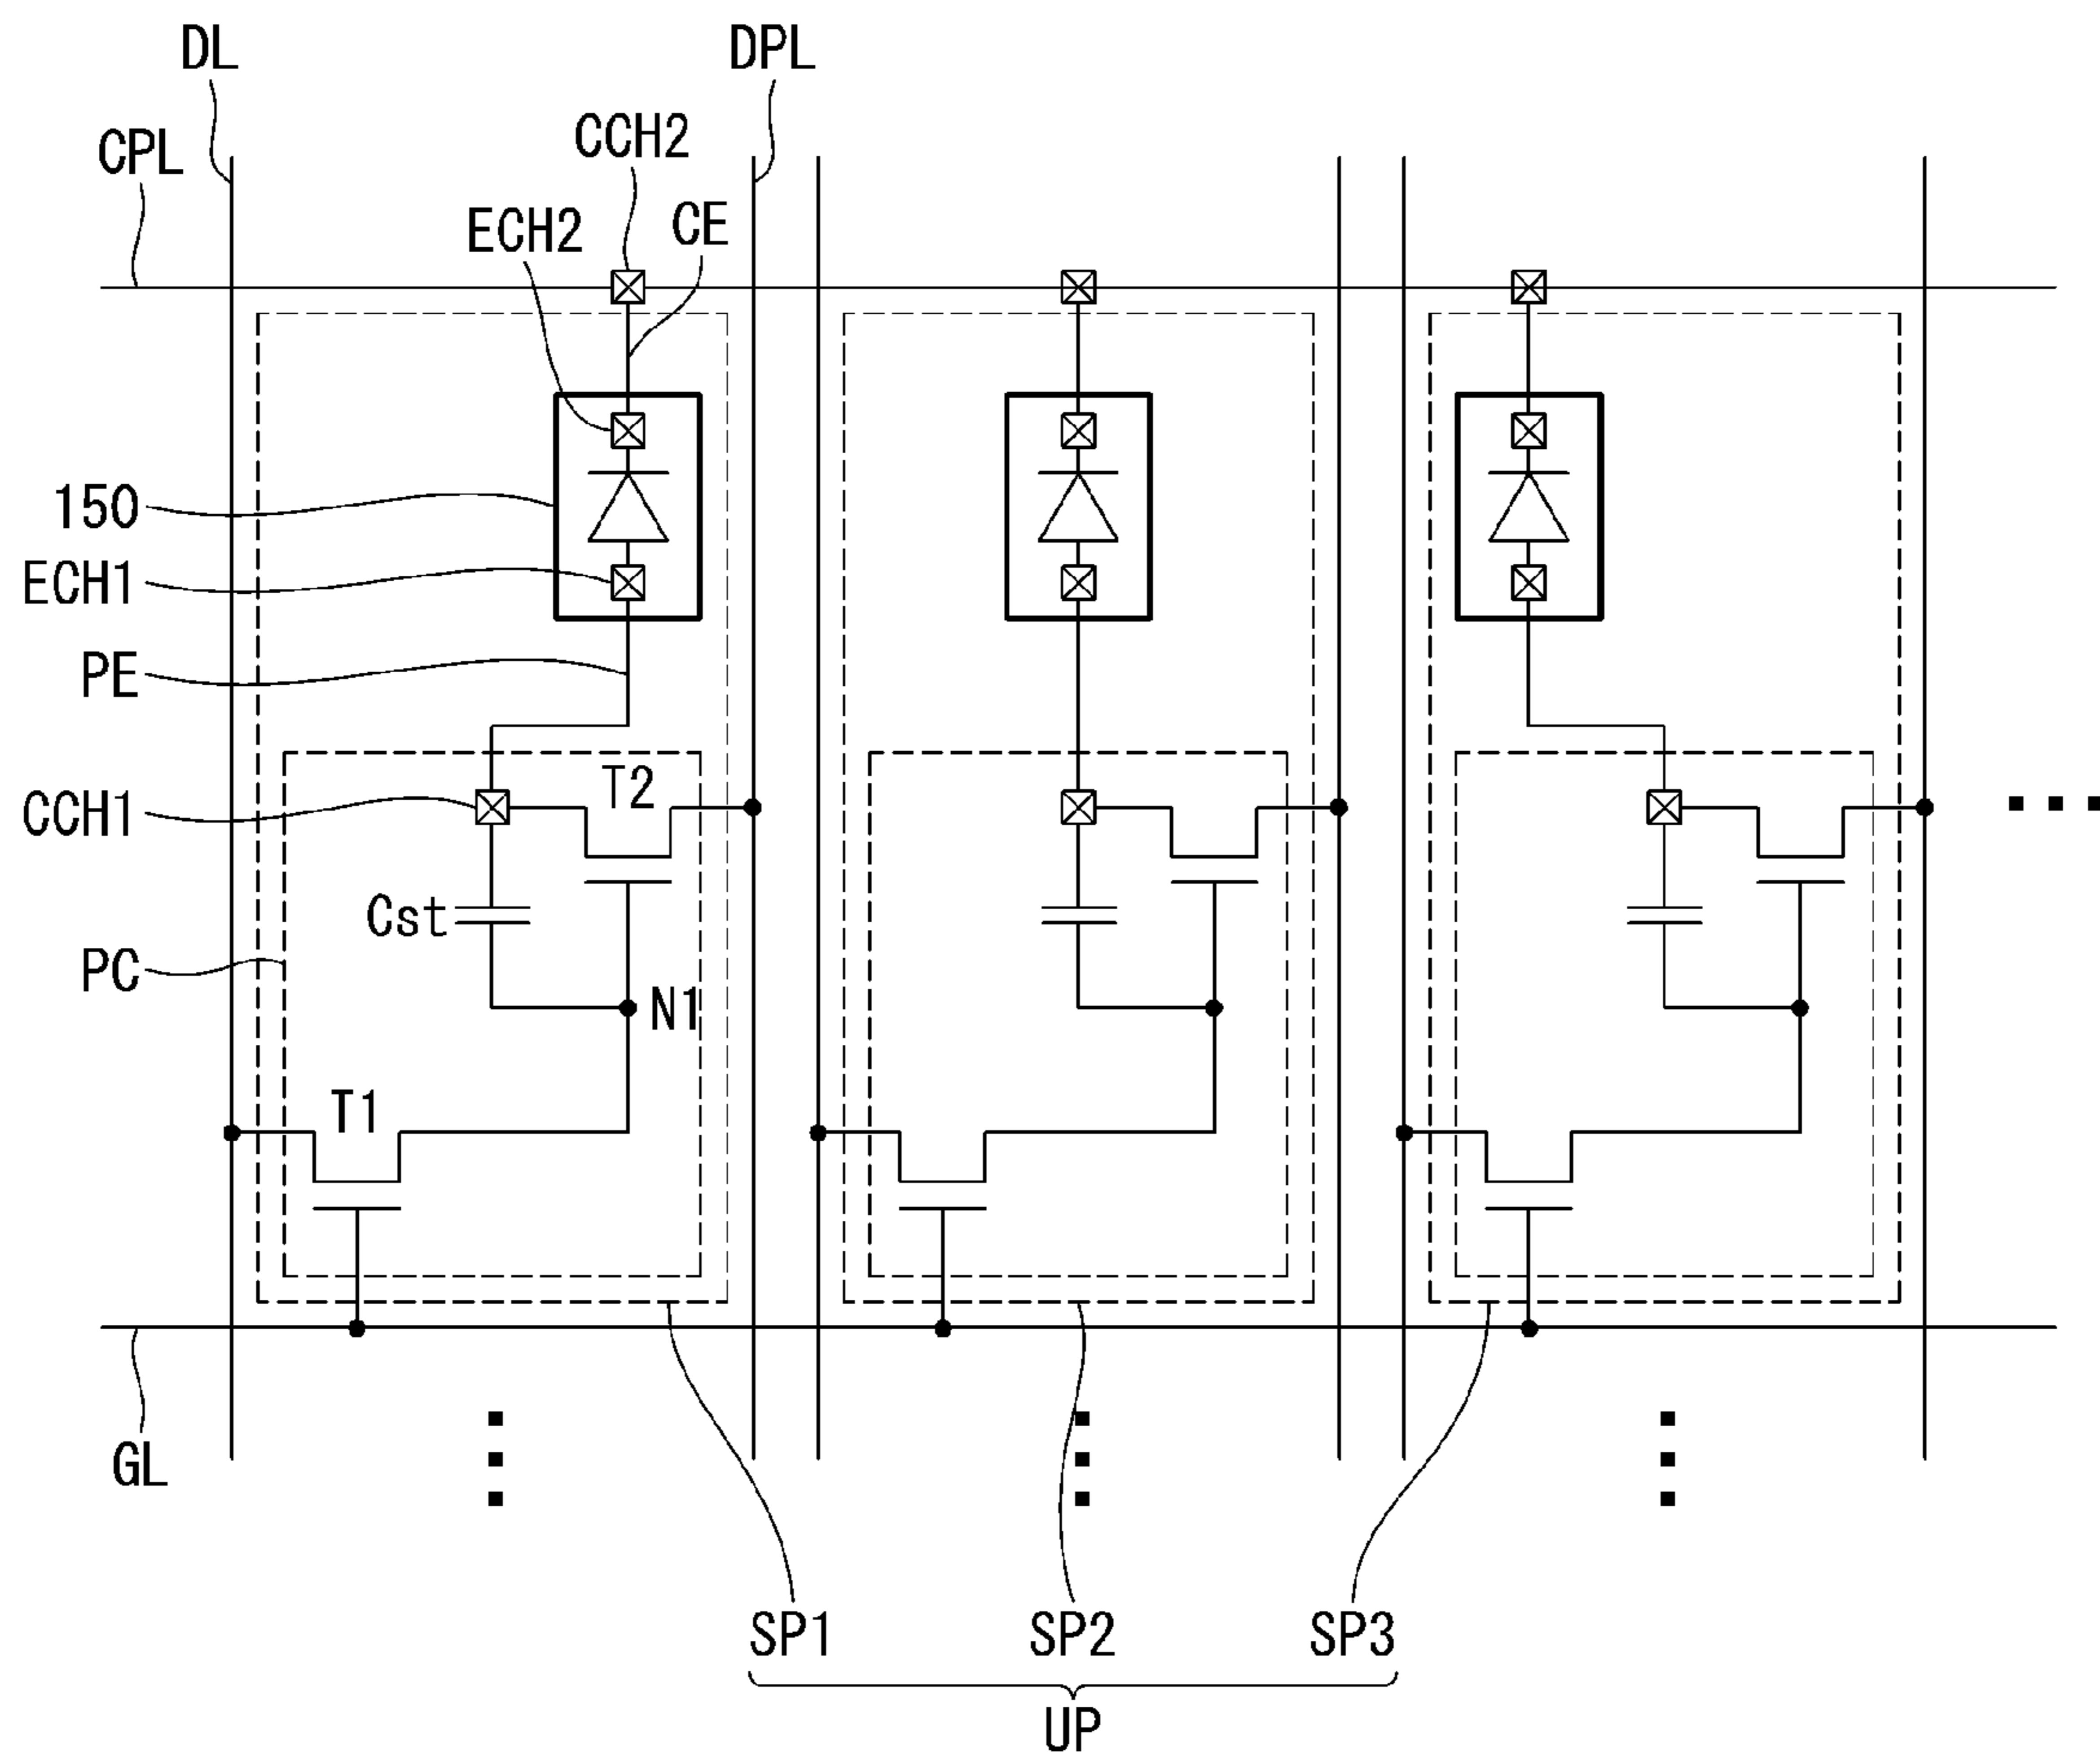 DL
DPL
CPL
CCH2
ECH2
CE
150
ECH1
PE
T2
CCH1
Cst
PC
N1
T1
GL
SP1
SP2
SP3
UP